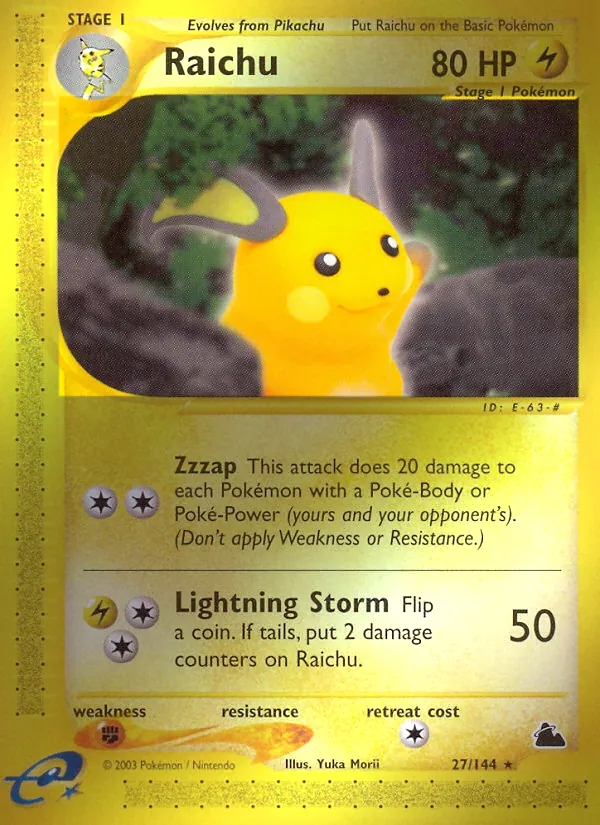 STAGE 1 Evolves from Pikachu Put Raichu on the Basic Pokémon
Raichu 80 HP
Stage 1 Pokémon
ID: E-63-#
Zzzap This attack does 20 damage to
each Pokémon with a Poké-Body or
Poké-Power (yours and your opponent's).
(Don't apply Weakness or Resistance.)
Lightning Storm Flip
a coin. If tails, put 2 damage
counters on Raichu.
50
weakness resistance retreat cost
© 2003 Pokémon / Nintendo Illus. Yuka Morii 27/144 ★
e